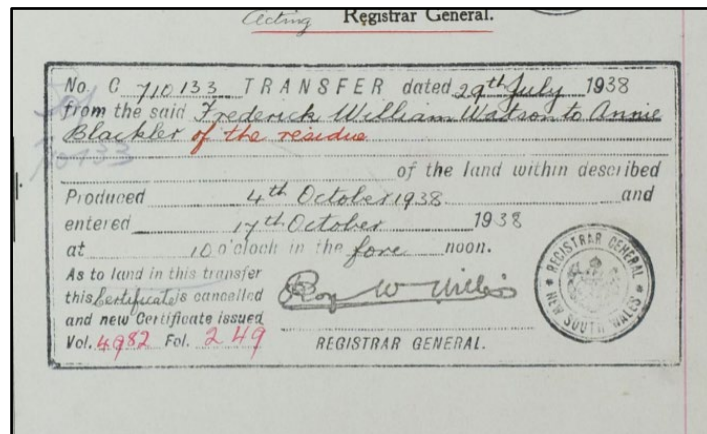 Acting Registrar General.
No. C 710133 TRANSFER dated 29th July 1938
from the said Frederick William Watson to Annie
Blackler of the residue
710133
of the land within described
Produced 4th October 1938 and
entered 17th October 1938
at 10 o'clock in the fore noon.
As to land in this transfer
this Certificate is cancelled
and new Certificate issued
Vol. 4982 Fol. 249
Roy W Willis
REGISTRAR GENERAL.
REGISTRAR GENERAL
NEW SOUTH WALES